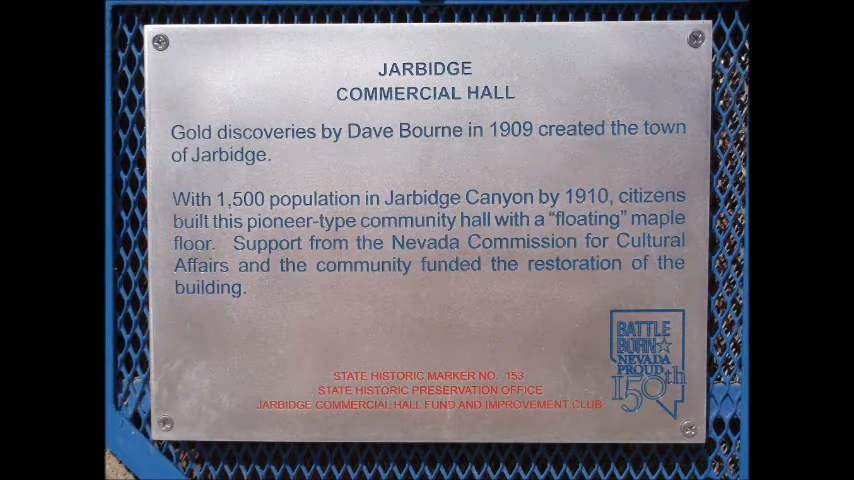 JARBIDGE
COMMERCIAL HALL
Gold discoveries by Dave Bourne in 1909 created the town
of Jarbidge.
With 1,500 population in Jarbidge Canyon by 1910, citizens
built this pioneer-type community hall with a “floating” maple
floor. Support from the Nevada Commission for Cultural
Affairs and the community funded the restoration of the
building.
STATE HISTORIC MARKER NO. 153
STATE HISTORIC PRESERVATION OFFICE
JARBIDGE COMMERCIAL HALL FUND AND IMPROVEMENT CLUB
BATTLE
BORN
NEVADA
PROUD
150th